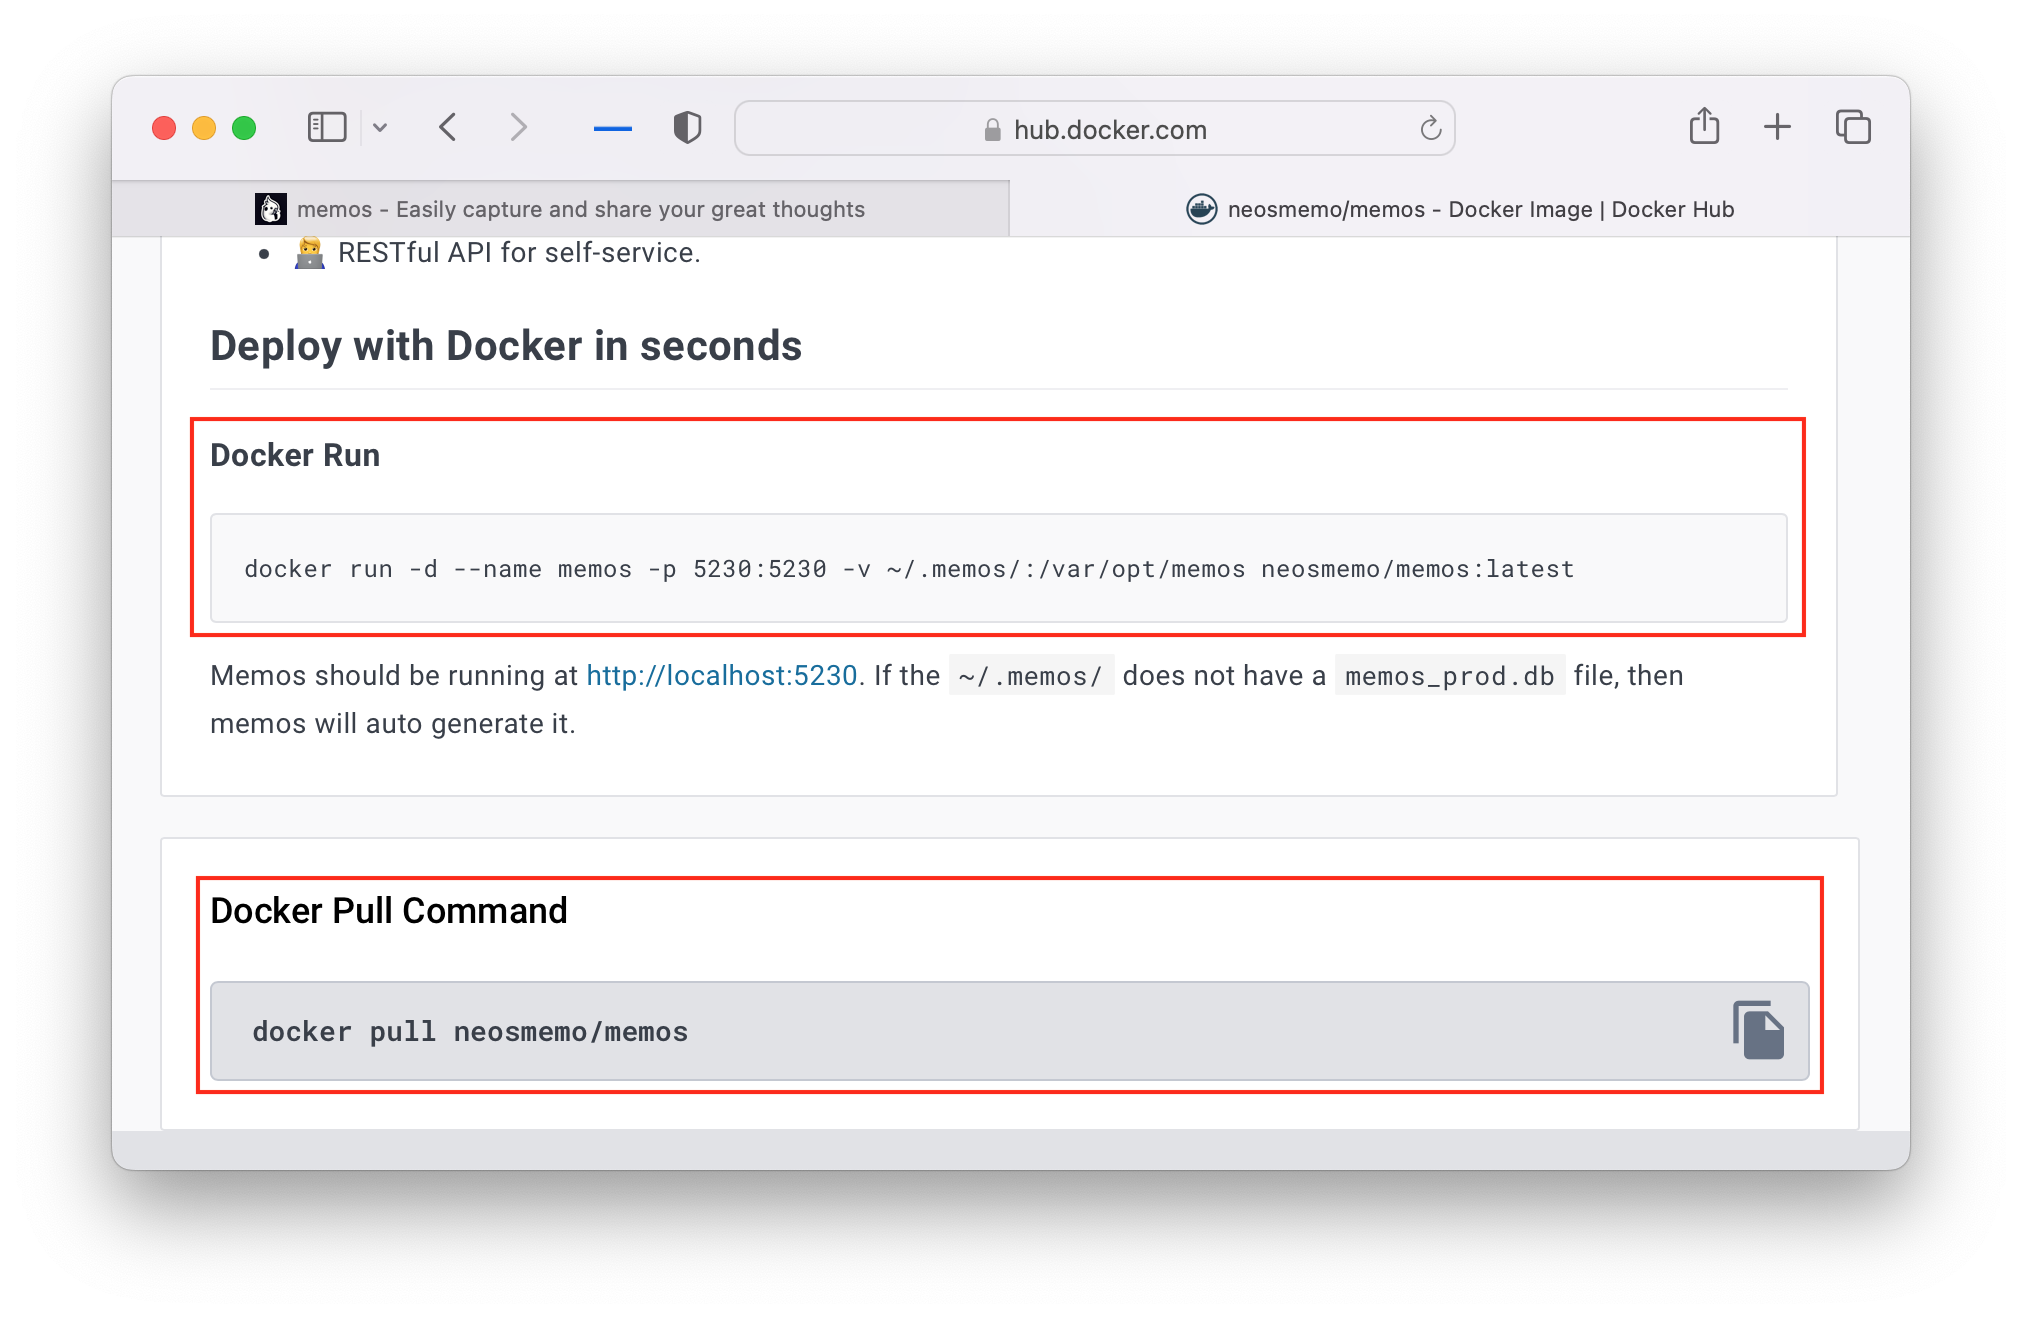 hub.docker.com
memos - Easily capture and share your great thoughts
neosmemo/memos - Docker Image | Docker Hub
RESTful API for self-service.
Deploy with Docker in seconds
Docker Run
docker run -d --name memos -p 5230:5230 -v ~/.memos/:/var/opt/memos neosmemo/memos:latest
Memos should be running at http://localhost:5230. If the ~/.memos/ does not have a memos_prod.db file, then
memos will auto generate it.
Docker Pull Command
docker pull neosmemo/memos